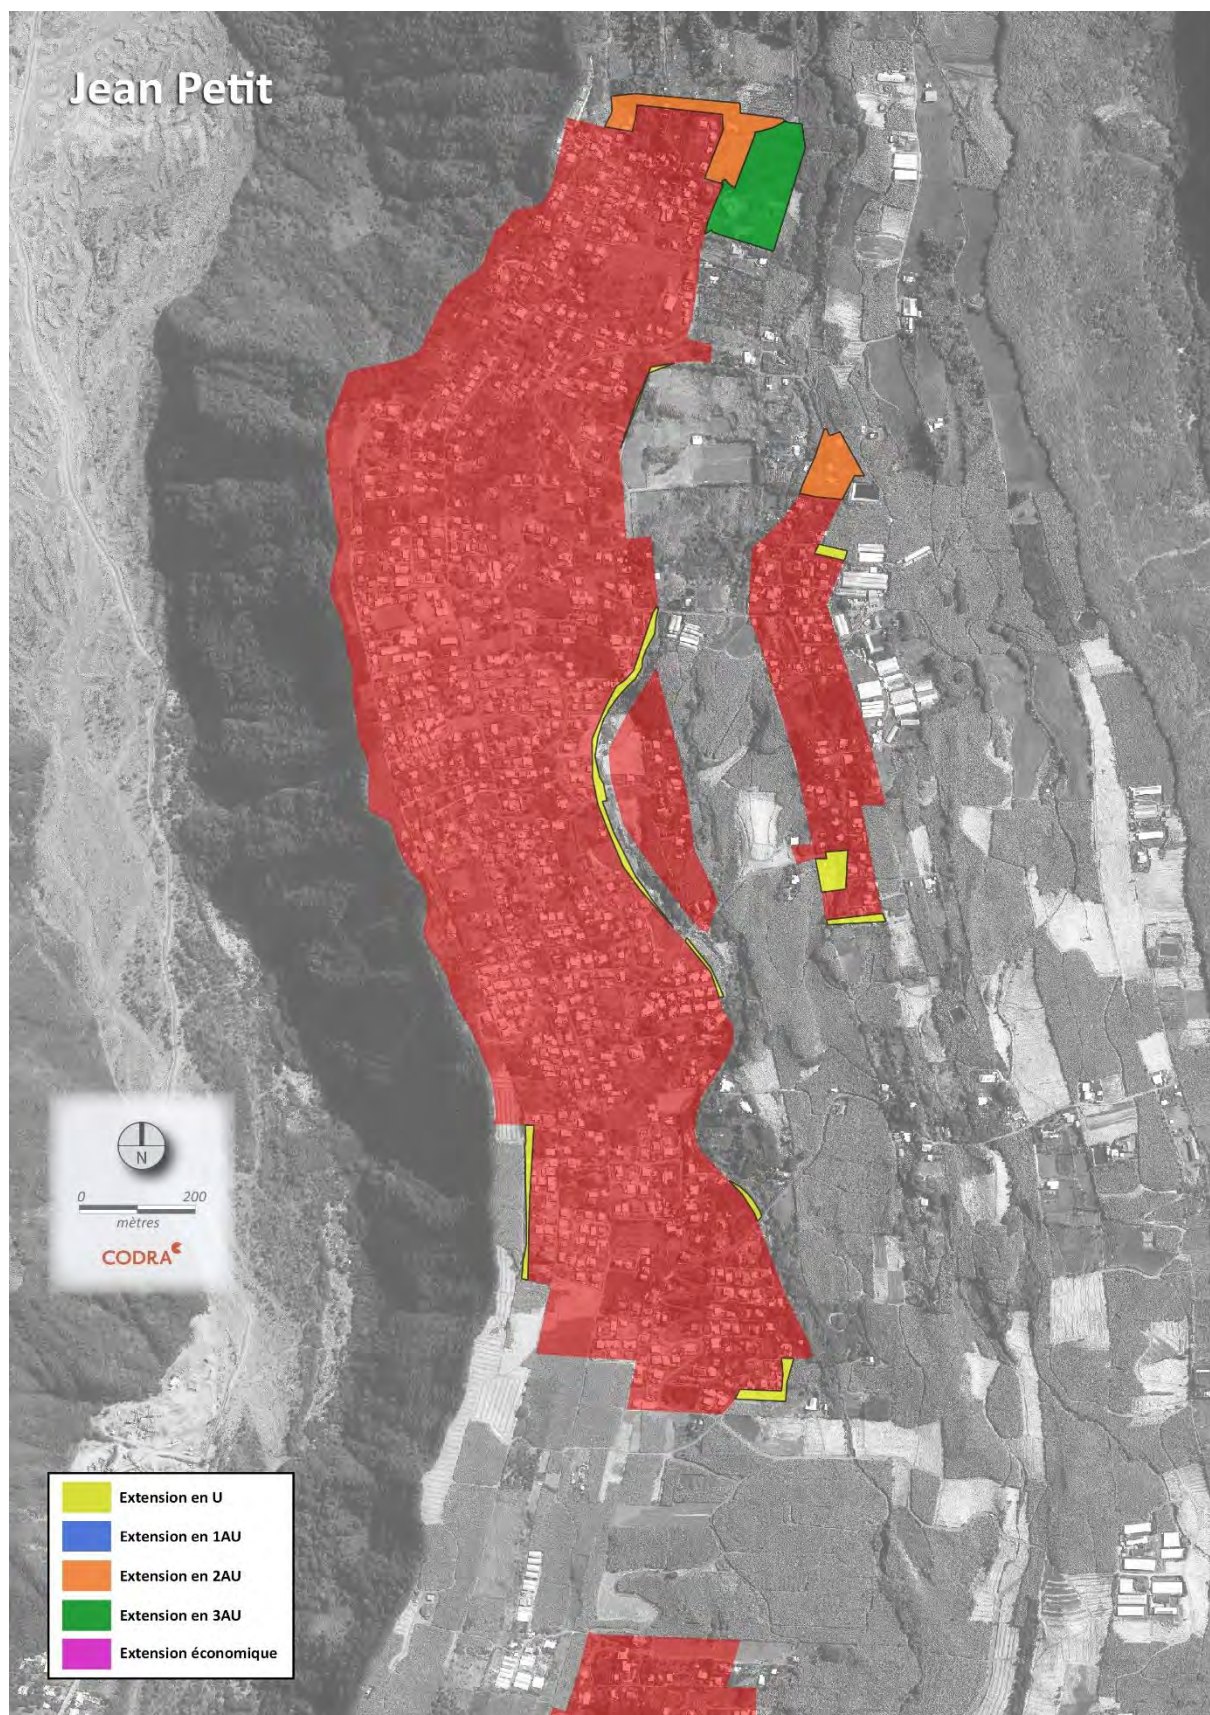 Jean Petit
N
0 200
mètres
CODRA
Extension en U
Extension en 1AU
Extension en 2AU
Extension en 3AU
Extension économique